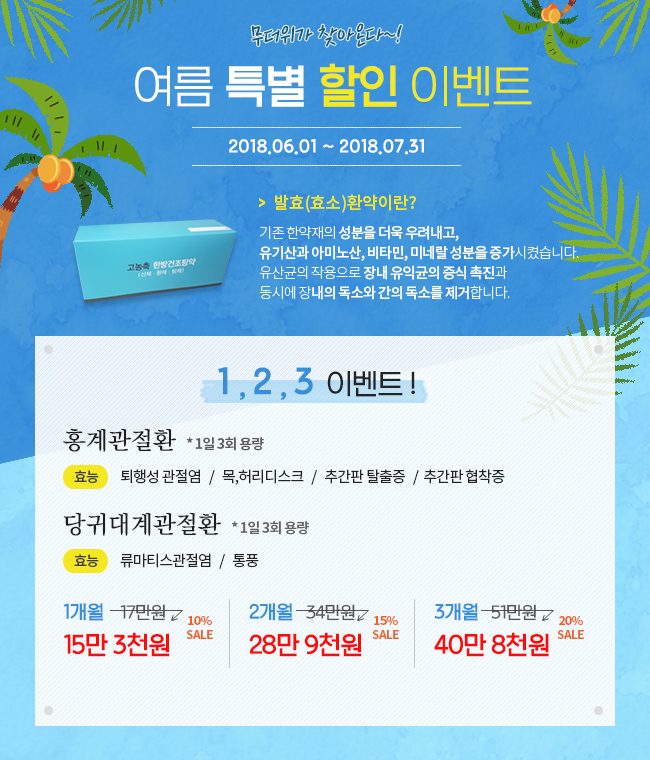 무더위가 찾아온다~!
여름 특별 할인 이벤트
2018.06.01 ~ 2018.07.31
> 발효(효소)환약이란?
기존 한약재의 성분을 더욱 우려내고,
유기산과 아미노산, 비타민, 미네랄 성분을 증가시켰습니다.
유산균의 작용으로 장내 유익균의 증식 촉진과
동시에 장내의 독소와 간의 독소를 제거합니다.
고농축 한방건조탕약
1, 2, 3 이벤트!
홍계관절환 * 1일 3회 용량
효능 퇴행성 관절염 / 목,허리디스크 / 추간판 탈출증 / 추간판 협착증
당귀대계관절환 * 1일 3회 용량
효능 류마티스관절염 / 통풍
1개월 17만원
10% SALE
15만 3천원
2개월 34만원
15% SALE
28만 9천원
3개월 51만원
20% SALE
40만 8천원